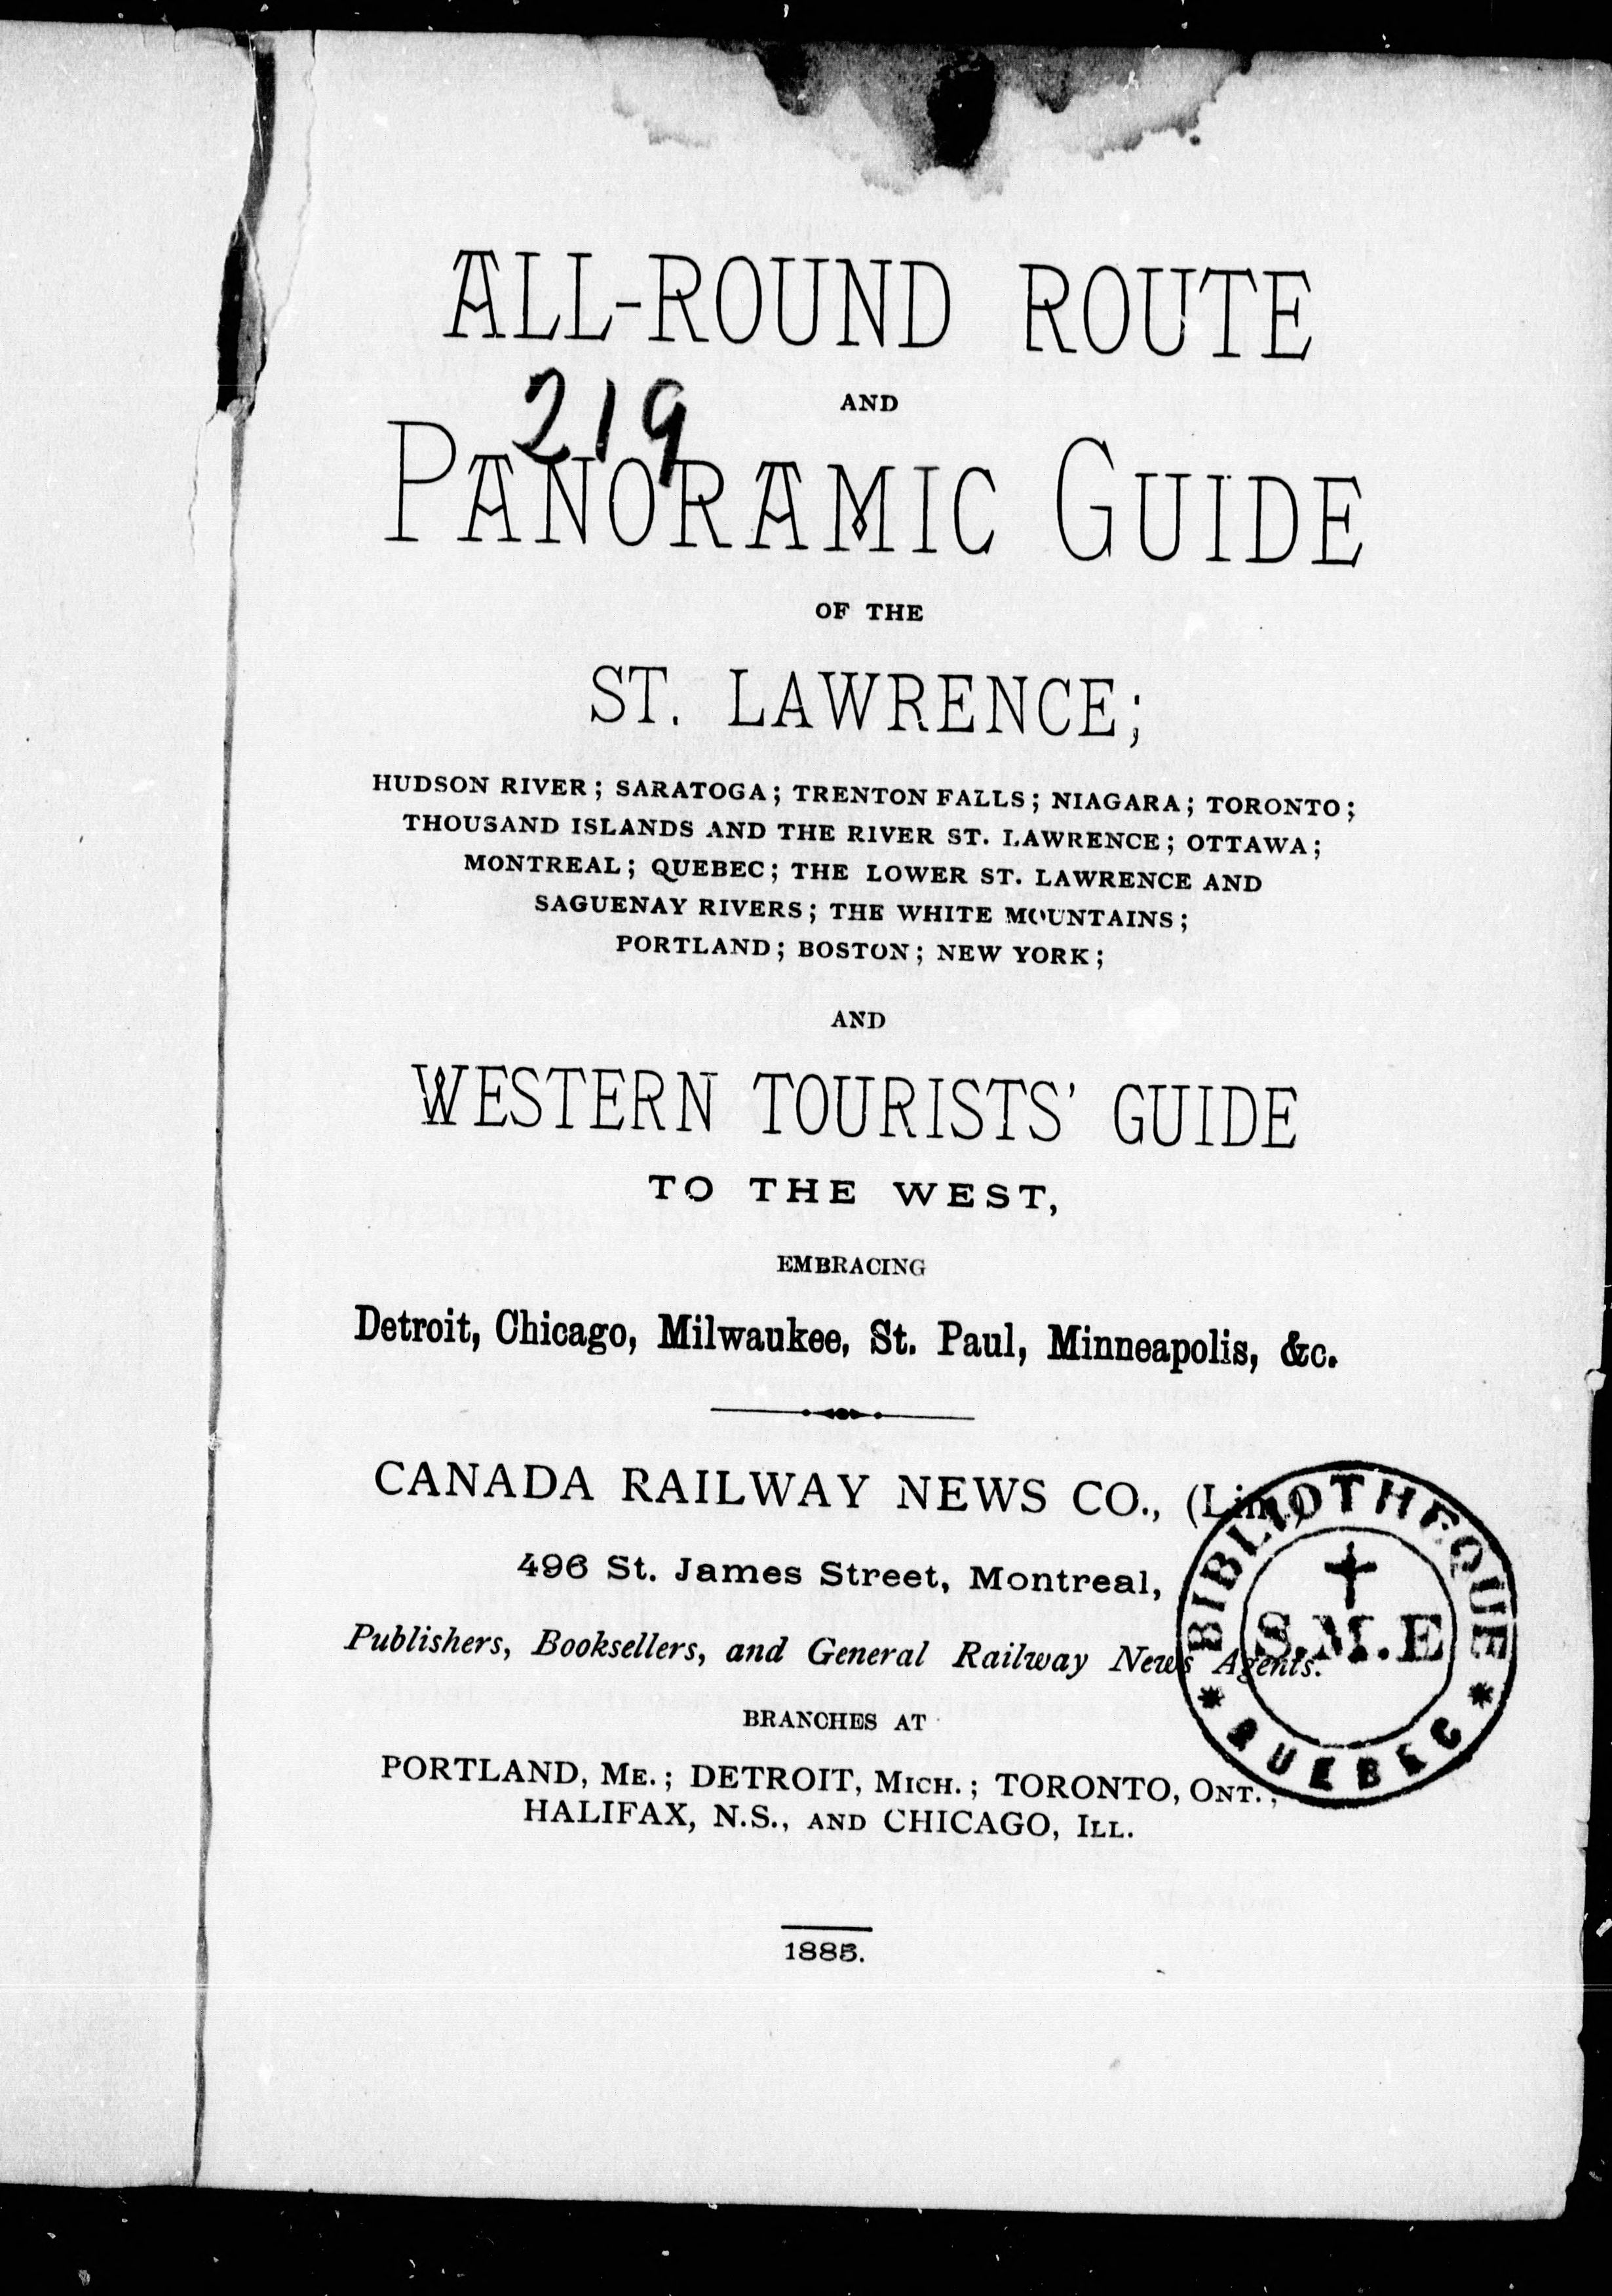 ALL-ROUND ROUTE
219
AND
PANORAMIC GUIDE
OF THE
ST. LAWRENCE;
HUDSON RIVER; SARATOGA; TRENTON FALLS; NIAGARA; TORONTO;
THOUSAND ISLANDS AND THE RIVER ST. LAWRENCE; OTTAWA;
MONTREAL; QUEBEC; THE LOWER ST. LAWRENCE AND
SAGUENAY RIVERS; THE WHITE MOUNTAINS;
PORTLAND; BOSTON; NEW YORK;
AND
WESTERN TOURISTS' GUIDE
TO THE WEST,
EMBRACING
Detroit, Chicago, Milwaukee, St. Paul, Minneapolis, &c.
CANADA RAILWAY NEWS CO., (Lim.)
496 St. James Street, Montreal,
Publishers, Booksellers, and General Railway News Agents.
BRANCHES AT
PORTLAND, ME.; DETROIT, MICH.; TORONTO, ONT.;
HALIFAX, N.S., AND CHICAGO, ILL.
BIBLIOTHEQUE
S.M.E
QUEBEC